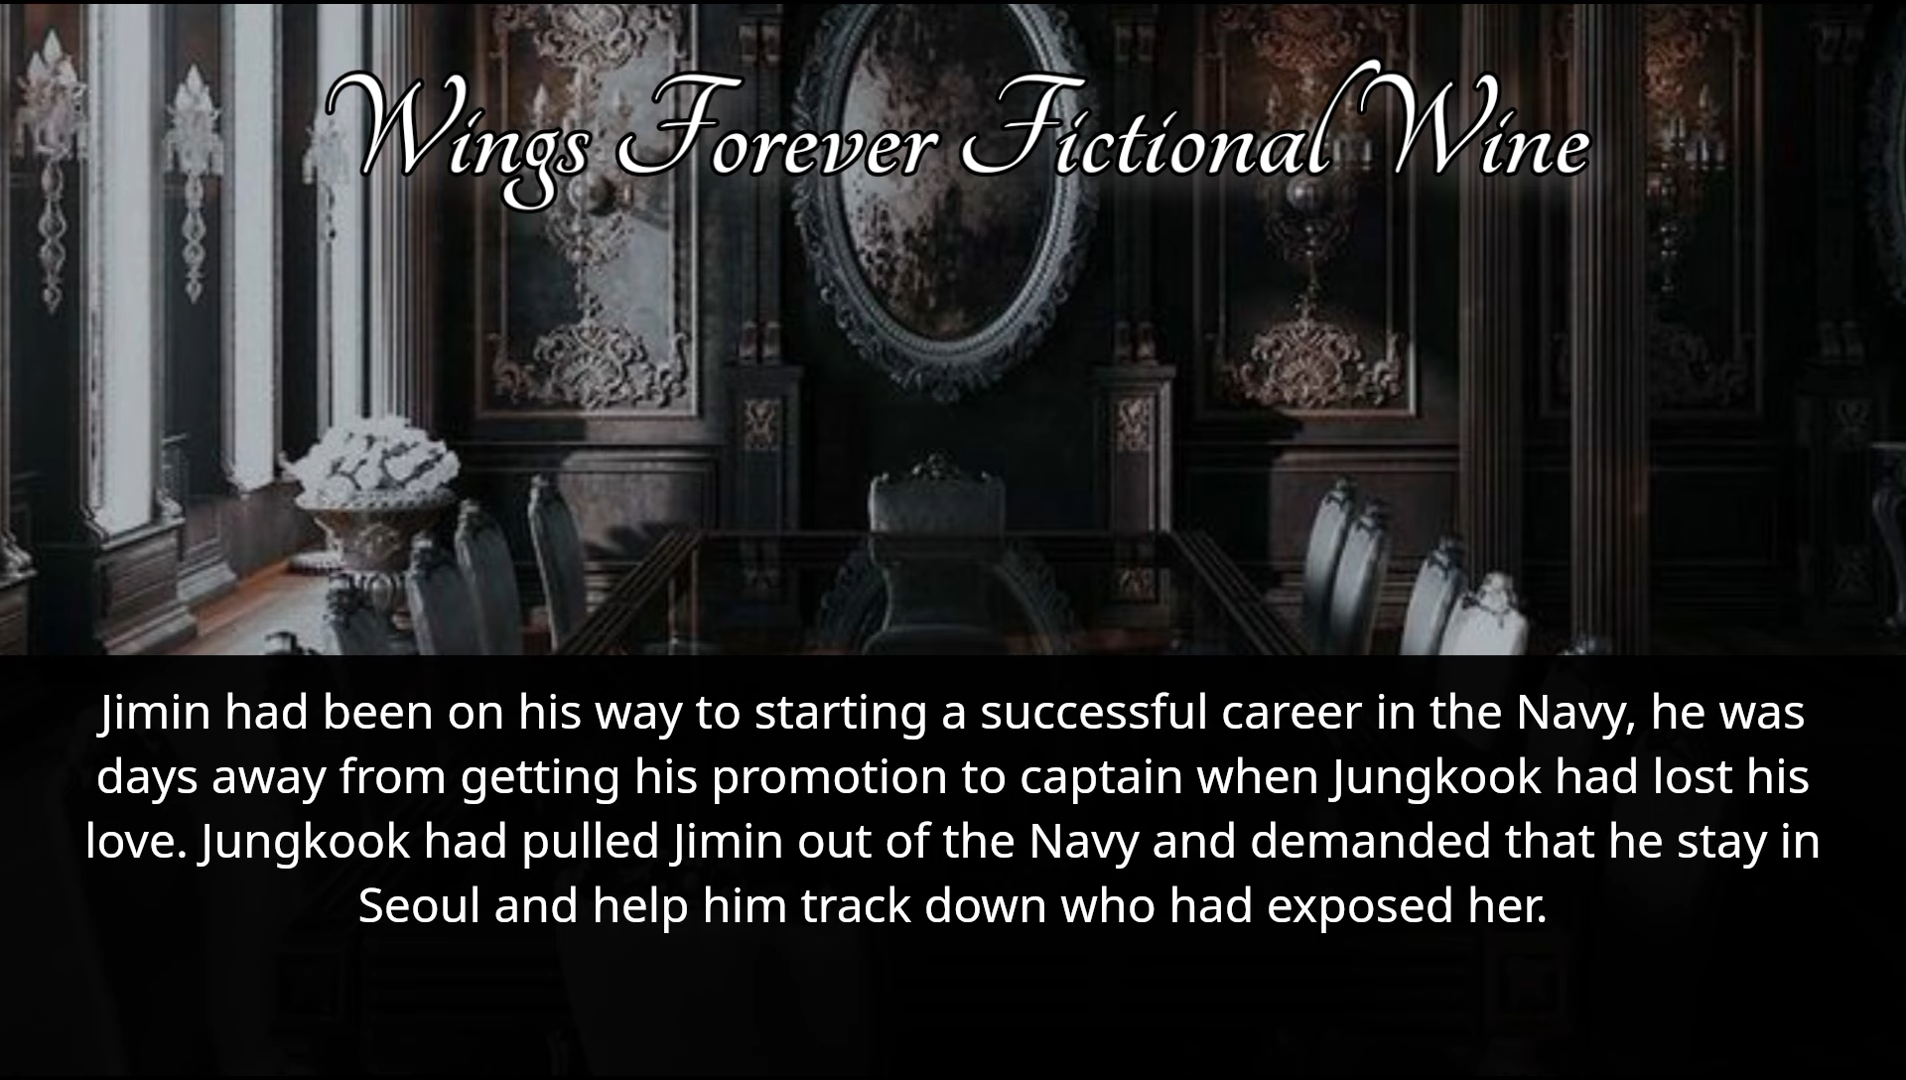 Wings Forever Fictional Wine
Jimin had been on his way to starting a successful career in the Navy, he was
days away from getting his promotion to captain when Jungkook had lost his
love. Jungkook had pulled Jimin out of the Navy and demanded that he stay in
Seoul and help him track down who had exposed her.